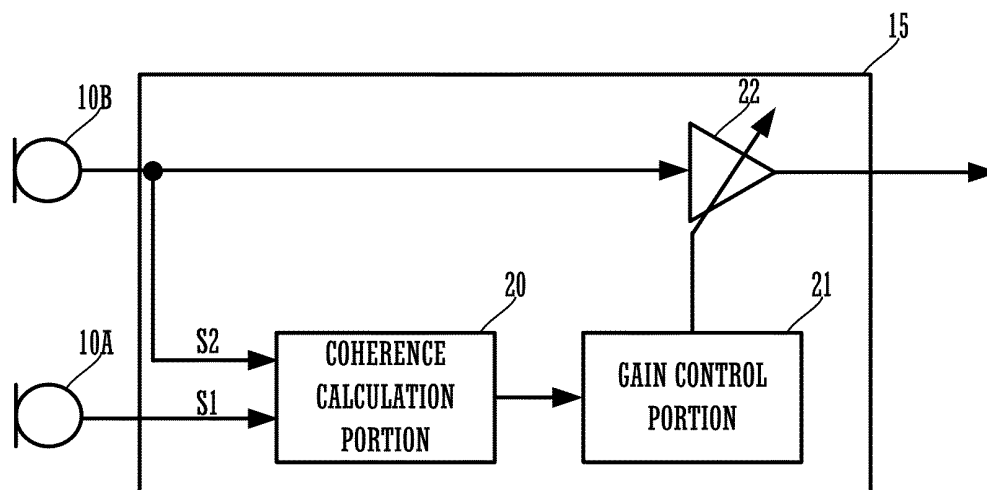 15
10B
22
20
21
10A
S2
S1
COHERENCE
CALCULATION
PORTION
GAIN CONTROL
PORTION